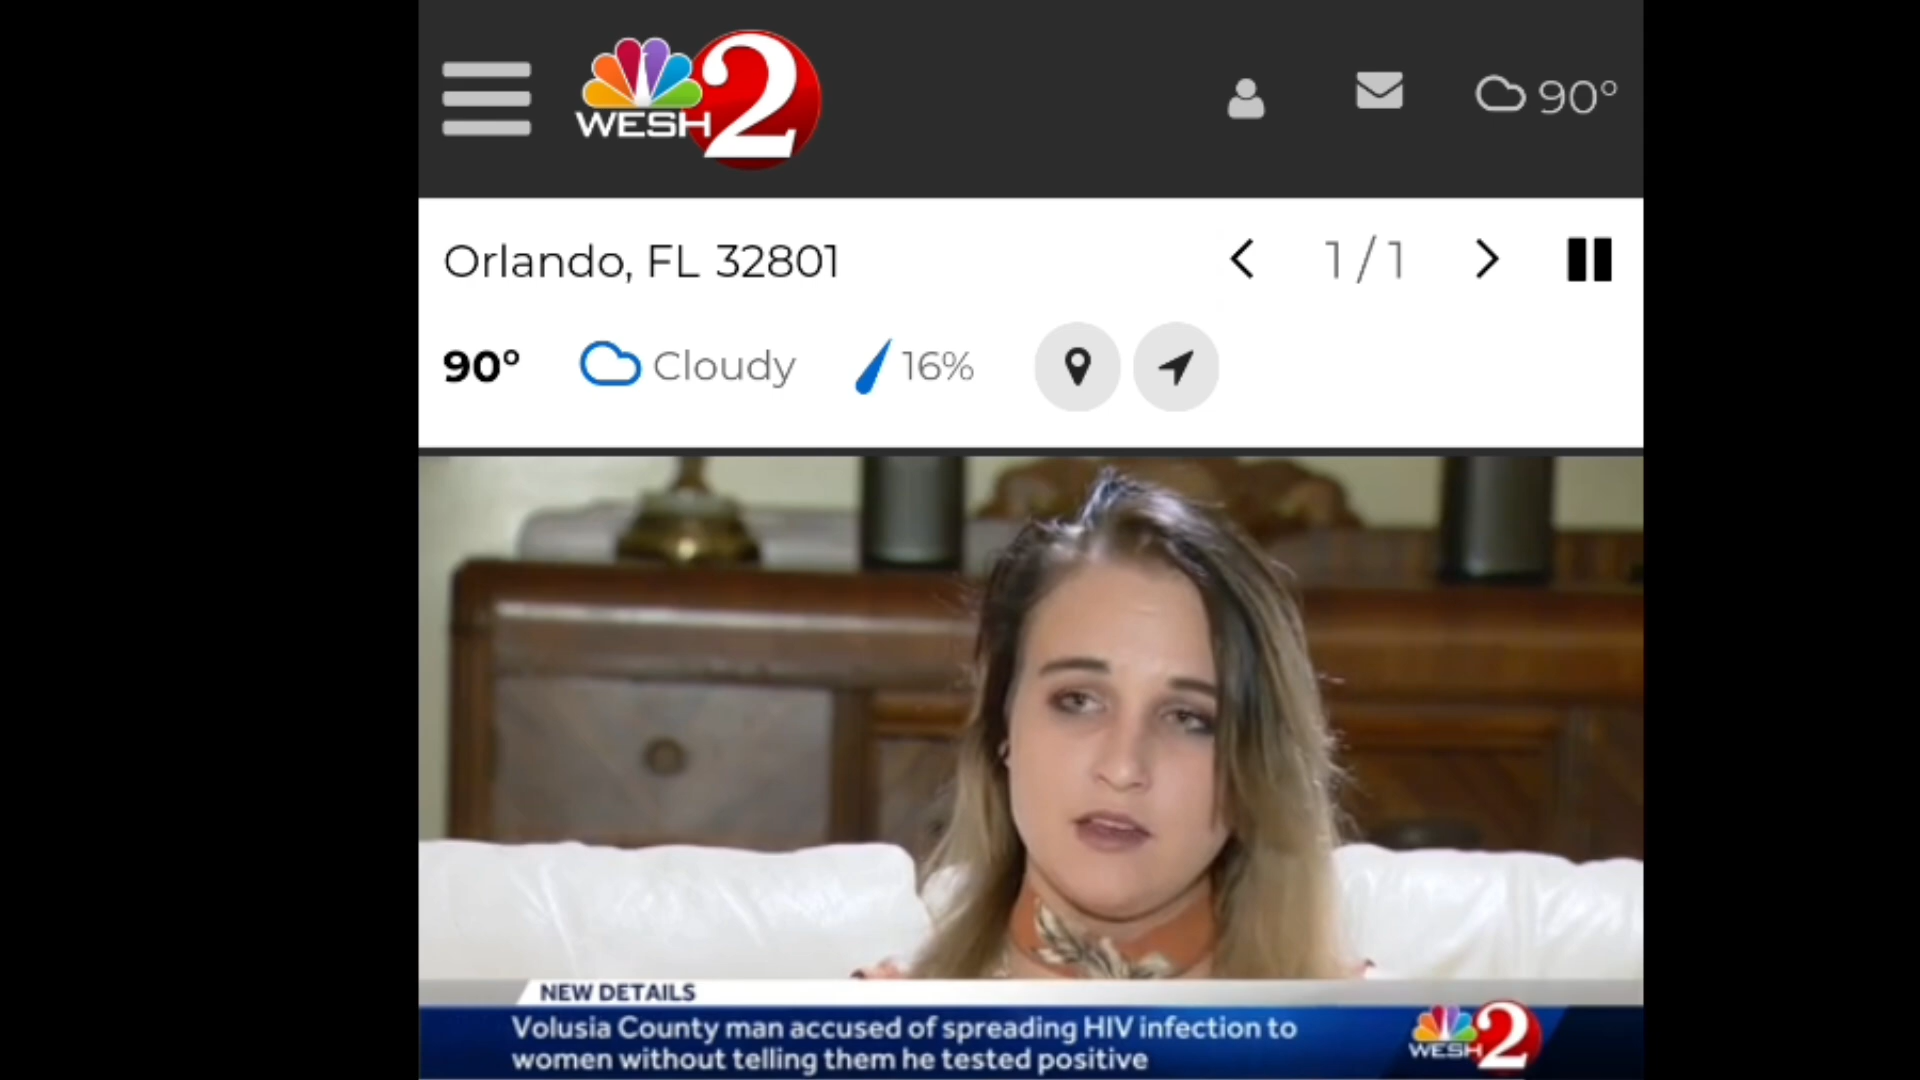 WESH 2
90°
Orlando, FL 32801
1/1
90° Cloudy 16%
NEW DETAILS
Volusia County man accused of spreading HIV infection to
women without telling them he tested positive
WESH 2